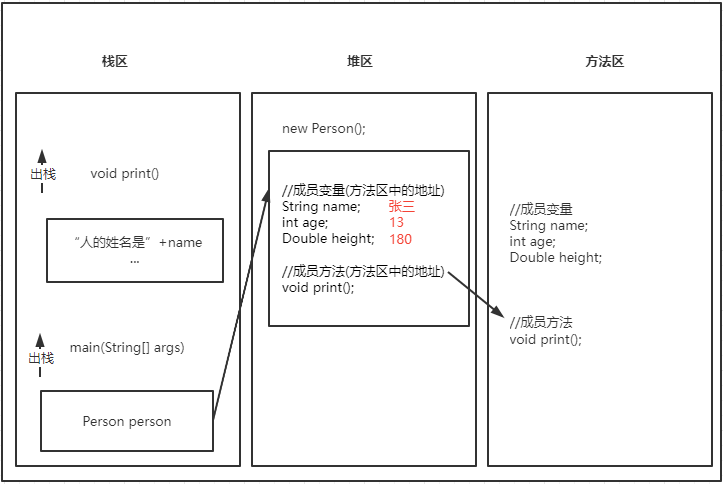 栈区
堆区
方法区
出栈
void print()
“人的姓名是”+name
...
出栈
main(String[] args)
Person person
new Person();
//成员变量(方法区中的地址)
String name; 张三
int age; 13
Double height; 180
//成员方法(方法区中的地址)
void print();
//成员变量
String name;
int age;
Double height;
//成员方法
void print();